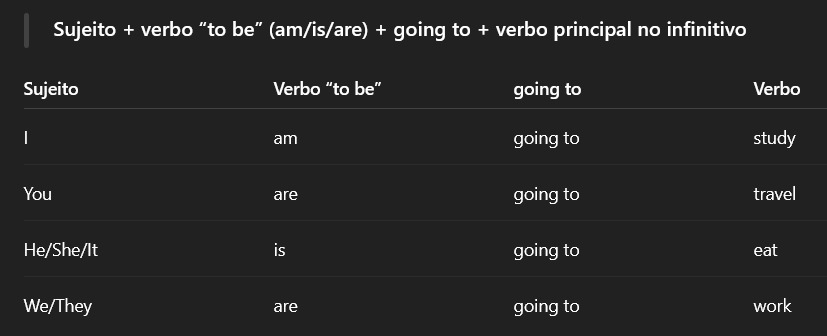 Sujeito + verbo “to be” (am/is/are) + going to + verbo principal no infinitivo
Sujeito Verbo “to be” going to Verbo
I am going to study
You are going to travel
He/She/It is going to eat
We/They are going to work